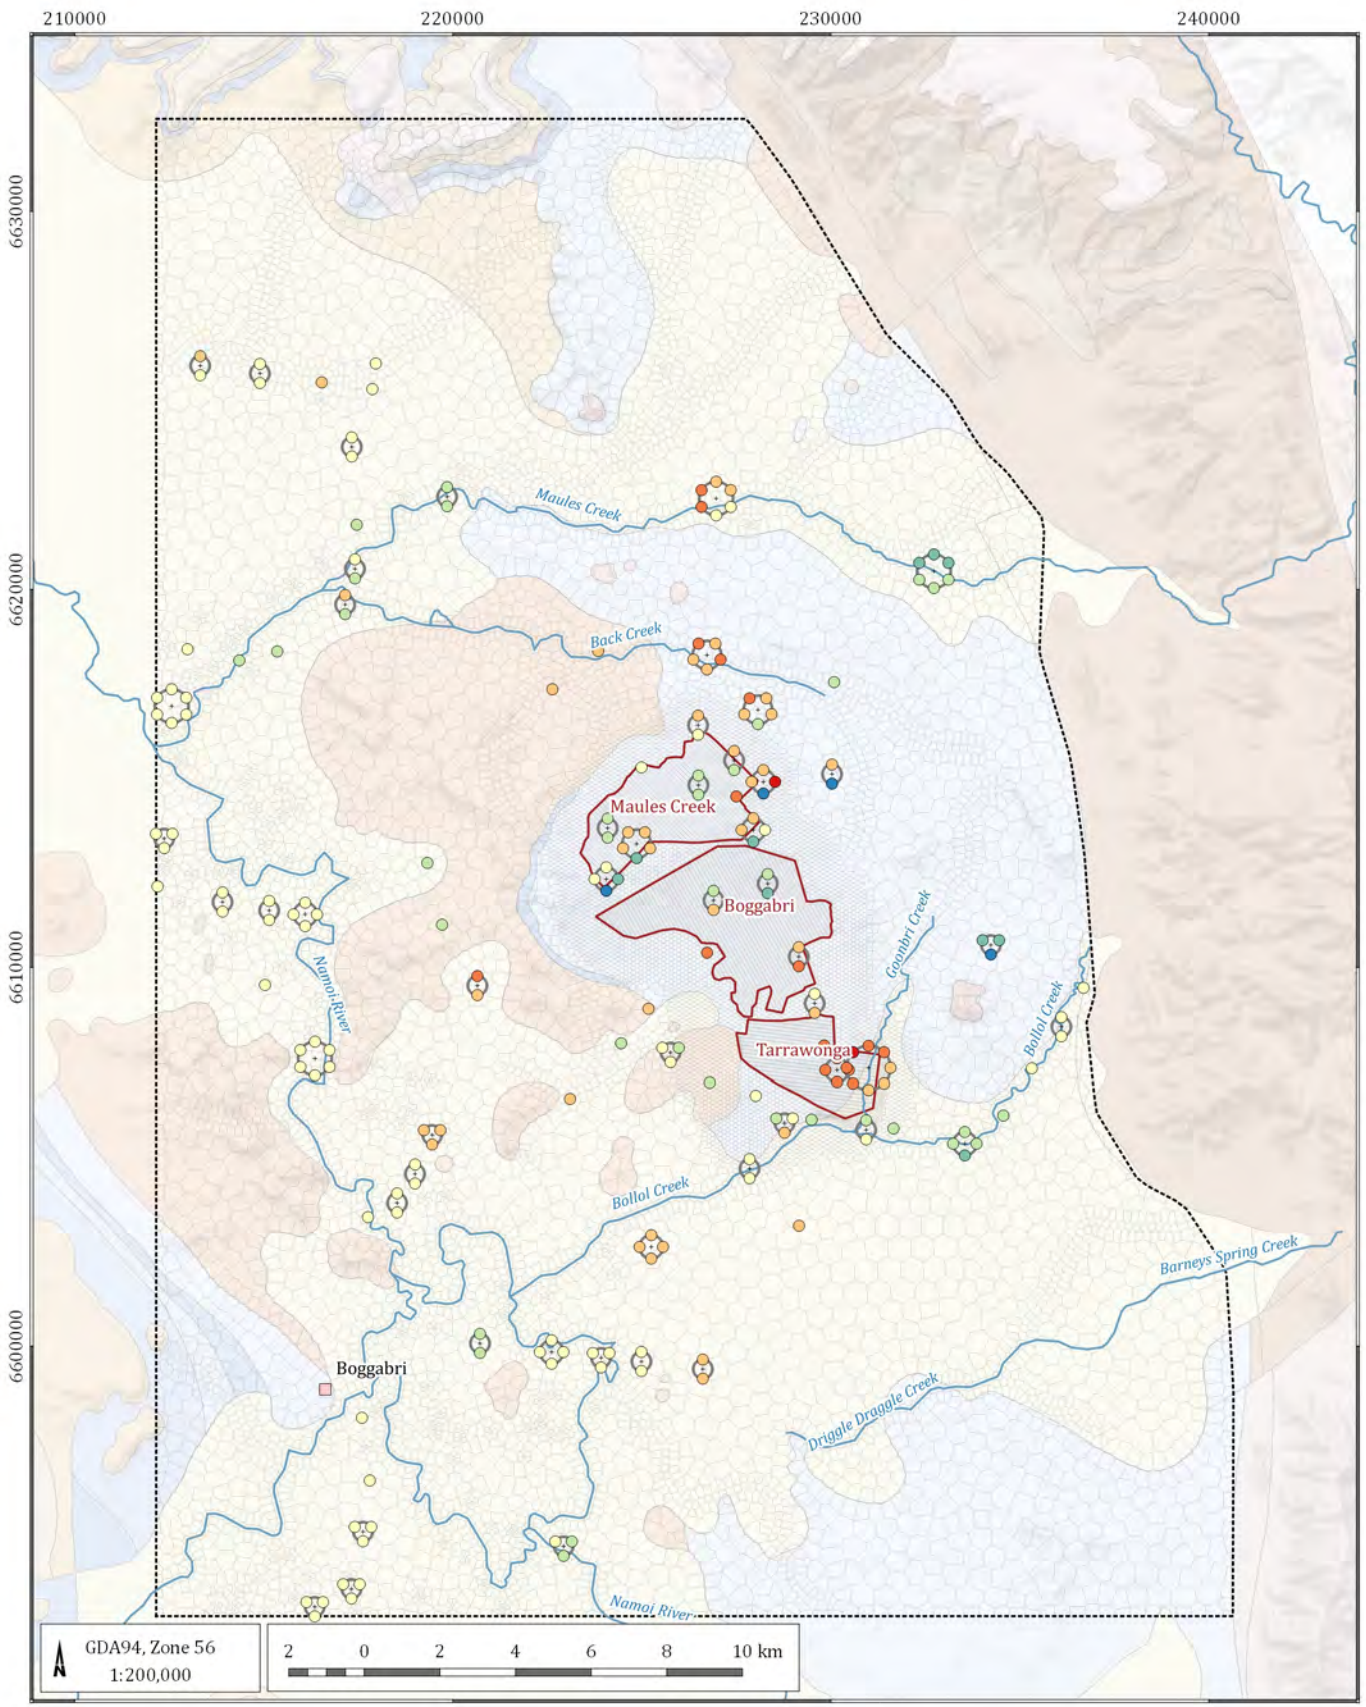 210000
220000
230000
240000
6630000
Maules Creek
6620000
Back Creek
Maules Creek
Boggabri
Goonbri Creek
6610000
Namoi River
Bollol Creek
Tarrawonga
Bollol Creek
Barneys Spring Creek
6600000
Boggabri
Driggle Draggle Creek
Namoi River
N
GDA94, Zone 56
1:200,000
2 0 2 4 6 8 10 km